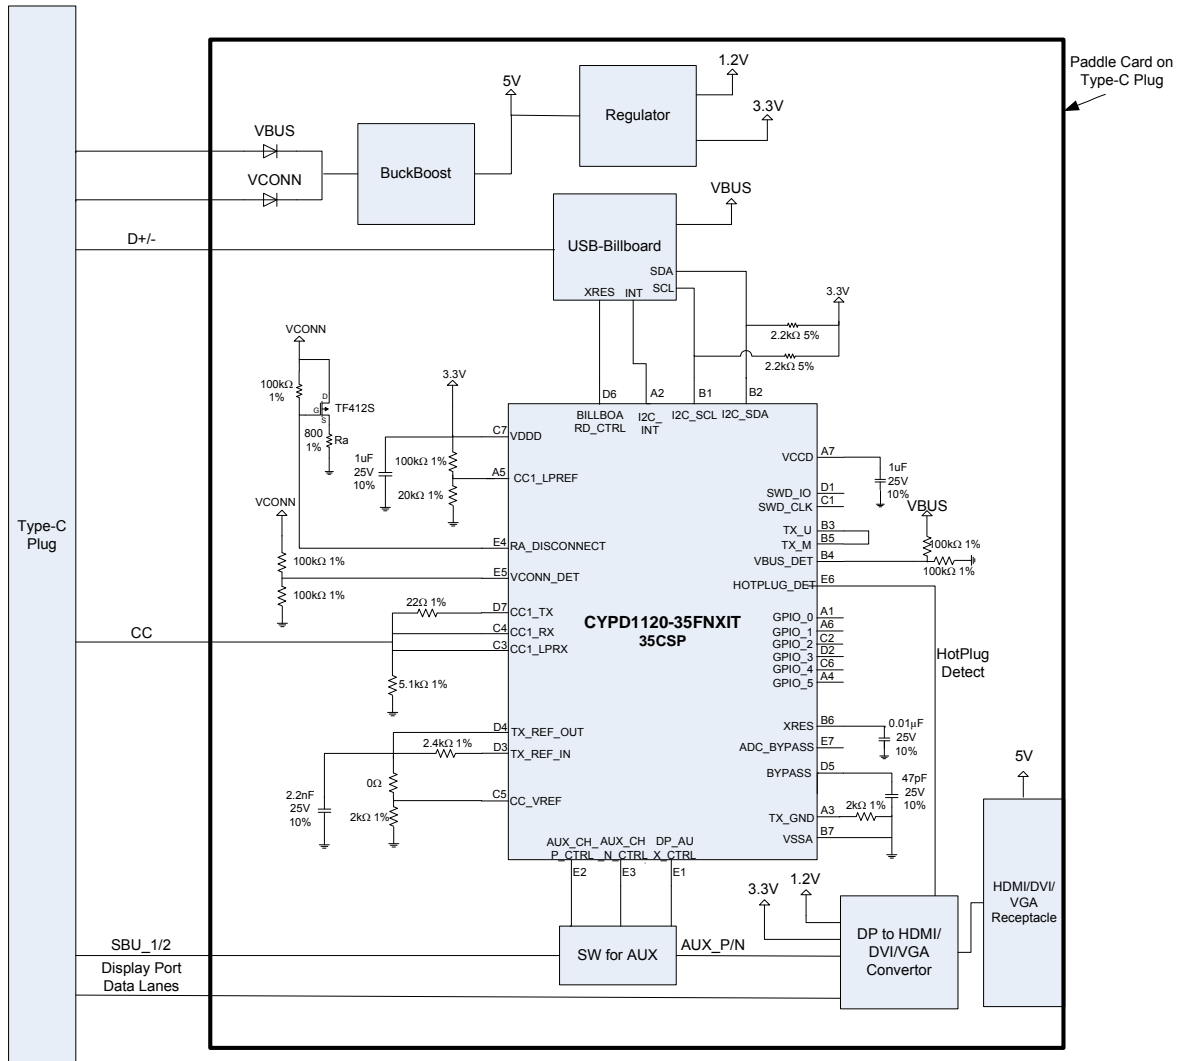 Paddle Card on
Type-C Plug
1.2V
5V
3.3V
Regulator
VBUS
BuckBoost
VCONN
VBUS
D+/-
USB-Billboard
SDA
SCL
XRES
INT
3.3V
2.2kΩ 5%
2.2kΩ 5%
VCONN
100kΩ
1%
D
G
S
TF412S
800
1%
Ra
3.3V
D6
A2
B1
B2
BILLBOA
RD_CTRL
I2C_
INT
I2C_SCL
I2C_SDA
C7
VDDD
1uF
25V
10%
100kΩ 1%
A5
CC1_LPREF
20kΩ 1%
VCCD
A7
1uF
25V
10%
SWD_IO
D1
SWD_CLK
C1
VBUS
TX_U
B3
TX_M
B5
VBUS_DET
B4
100kΩ 1%
100kΩ 1%
Type-C
Plug
VCONN
E4
RA_DISCONNECT
100kΩ 1%
E5
VCONN_DET
100kΩ 1%
HOTPLUG_DET
E6
22Ω 1%
D7
CC1_TX
C4
CC1_RX
C3
CC1_LPRX
CC
5.1kΩ 1%
CYPD1120-35FNXIT
35CSP
GPIO_0
A1
GPIO_1
A6
GPIO_2
C2
GPIO_3
D2
GPIO_4
C6
GPIO_5
A4
HotPlug
Detect
D4
TX_REF_OUT
2.4kΩ 1%
D3
TX_REF_IN
0Ω
2.2nF
25V
10%
C5
CC_VREF
2kΩ 1%
XRES
B6
0.01µF
25V
10%
ADC_BYPASS
E7
BYPASS
D5
47pF
25V
10%
2kΩ 1%
TX_GND
A3
VSSA
B7
5V
AUX_CH_
P_CTRL
AUX_CH
_N_CTRL
DP_AU
X_CTRL
E2
E3
E1
3.3V
1.2V
HDMI/DVI/
VGA
Receptacle
SBU_1/2
SW for AUX
AUX_P/N
DP to HDMI/
DVI/VGA
Convertor
Display Port
Data Lanes